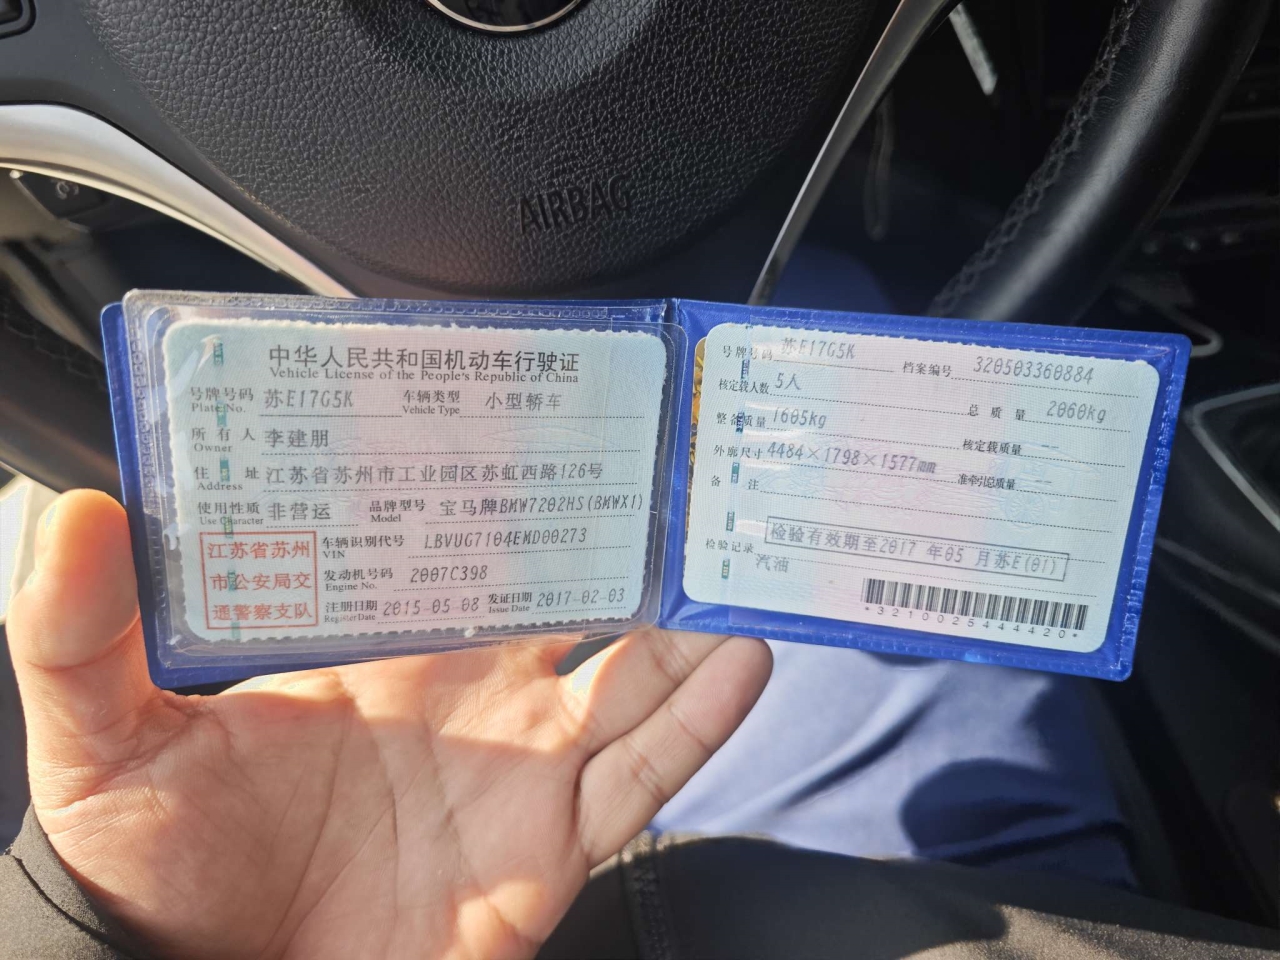 AIRBAG
中华人民共和国机动车行驶证
Vehicle License of the People's Republic of China
号牌号码 苏E17G5K 车辆类型 小型轿车
Plate No. Vehicle Type
所有人 李建朋
Owner
住址 江苏省苏州市工业园区苏虹西路126号
Address
使用性质 非营运 品牌型号 宝马牌BMW7202HS(BMWX1)
Use Character Model
江苏省苏州
市公安局交
通警察支队
车辆识别代号 LBVUG7104EMD00273
VIN
发动机号码 2007C398
Engine No.
注册日期 2015-05-08 发证日期 2017-02-03
Register Date Issue Date
号牌号码 苏E17G5K 档案编号 320503360884
核定载人数 5人 总质量 2060kg
整备质量 1605kg 核定载质量 --
外廓尺寸 4484×1798×1577mm 准牵引总质量 --
备注
检验记录 检验有效期至2017年05月苏E(01)
汽油
*3210025444420*